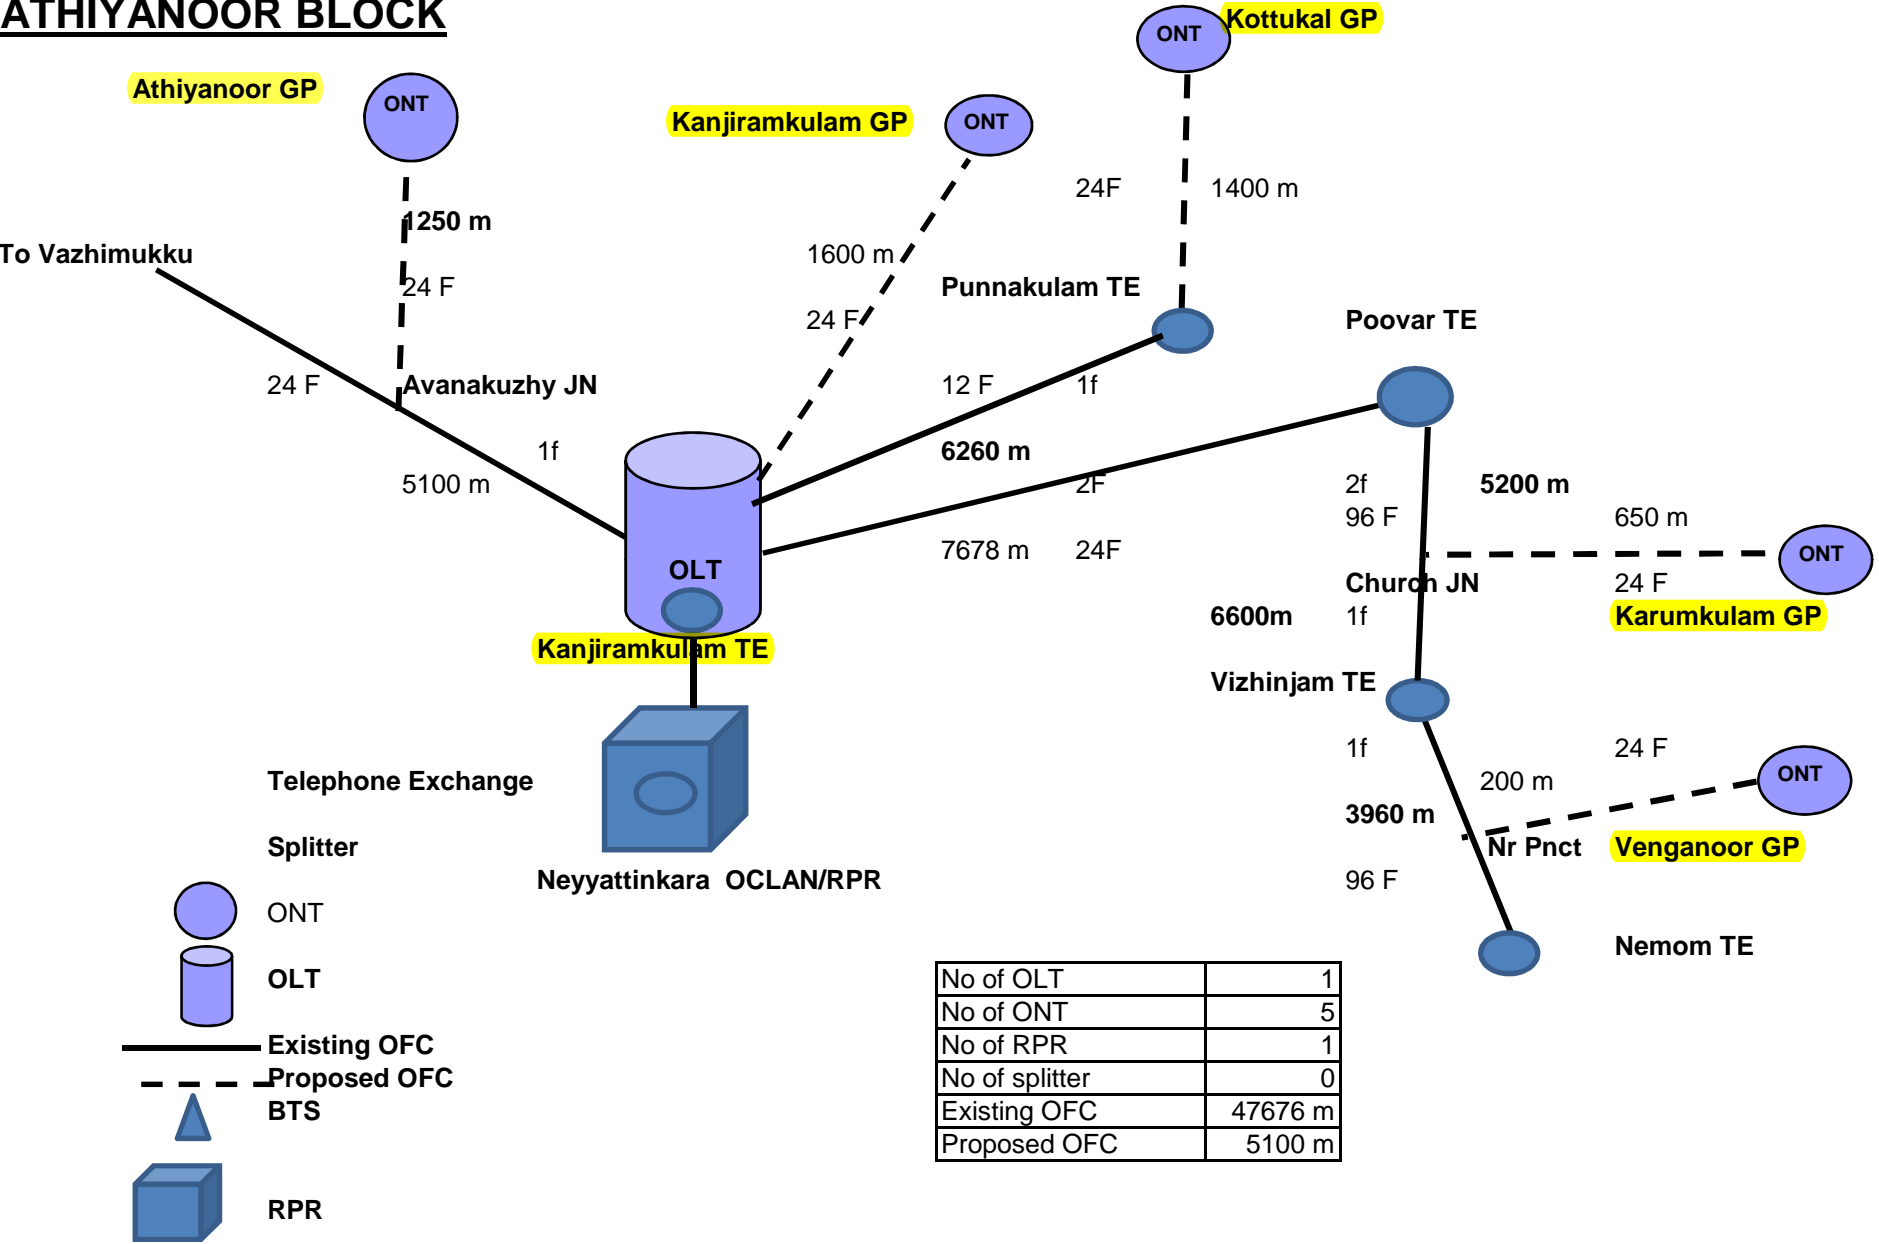 ATHIYANOOR BLOCK
Kottukal GP
ONT
Athiyanoor GP
ONT
Kanjiramkulam GP
ONT
24F
1400 m
1250 m
To Vazhimukku
1600 m
24 F
Punnakulam TE
24 F
Poovar TE
24 F
Avanakuzhy JN
12 F
1f
1f
6260 m
5100 m
2F
2f
5200 m
96 F
650 m
7678 m
24F
ONT
OLT
Church JN
24 F
6600m
1f
Karumkulam GP
Kanjiramkulam TE
Vizhinjam TE
1f
24 F
Telephone Exchange
200 m
ONT
3960 m
Splitter
Nr Pnct
Venganoor GP
Neyyattinkara OCLAN/RPR
96 F
ONT
Nemom TE
OLT
No of OLT 1
No of ONT 5
No of RPR 1
No of splitter 0
Existing OFC 47676 m
Proposed OFC 5100 m
Existing OFC
Proposed OFC
BTS
RPR